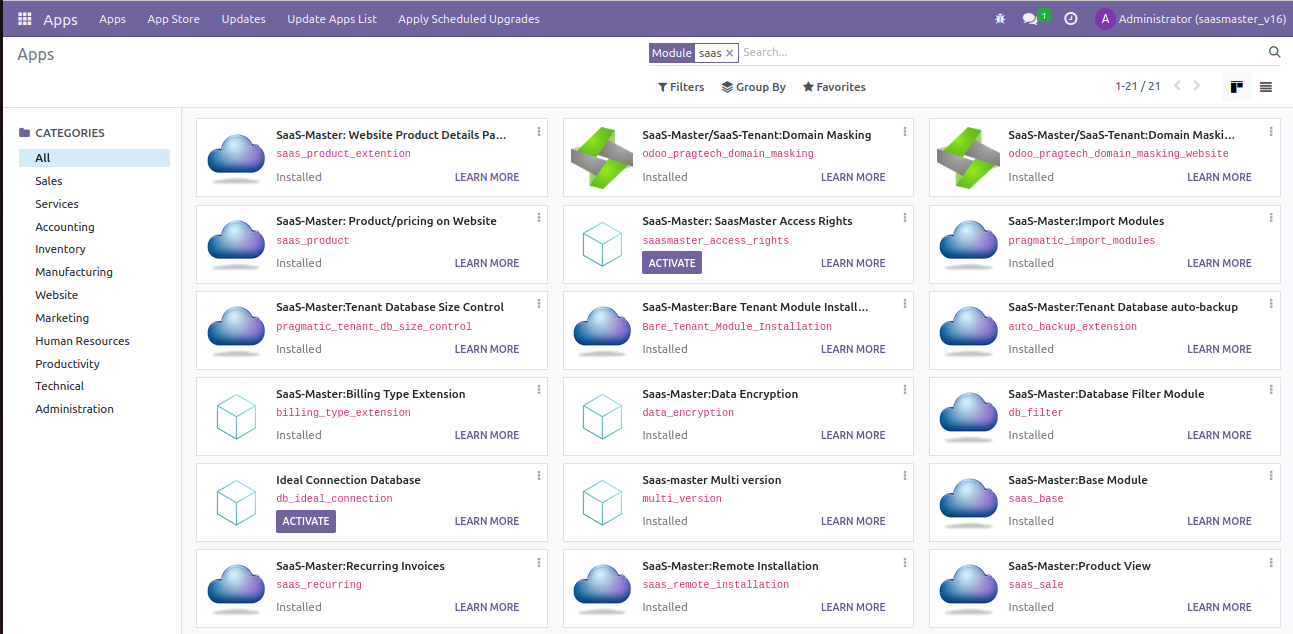 Apps Apps App Store Updates Update Apps List Apply Scheduled Upgrades 1 A Administrator (saasmaster_v16)
Apps Module saas × Search...
Filters Group By Favorites 1-21 / 21
CATEGORIES
All
Sales
Services
Accounting
Inventory
Manufacturing
Website
Marketing
Human Resources
Productivity
Technical
Administration
SaaS-Master: Website Product Details Pa...
saas_product_extention
Installed LEARN MORE
SaaS-Master/SaaS-Tenant:Domain Masking
odoo_pragtech_domain_masking
Installed LEARN MORE
SaaS-Master/SaaS-Tenant:Domain Maski...
odoo_pragtech_domain_masking_website
Installed LEARN MORE
SaaS-Master: Product/pricing on Website
saas_product
Installed LEARN MORE
SaaS-Master: SaasMaster Access Rights
saasmaster_access_rights
ACTIVATE LEARN MORE
SaaS-Master:Import Modules
pragmatic_import_modules
Installed LEARN MORE
SaaS-Master:Tenant Database Size Control
pragmatic_tenant_db_size_control
Installed LEARN MORE
SaaS-Master:Bare Tenant Module Install...
Bare_Tenant_Module_Installation
Installed LEARN MORE
SaaS-Master:Tenant Database auto-backup
auto_backup_extension
Installed LEARN MORE
SaaS-Master:Billing Type Extension
billing_type_extension
Installed LEARN MORE
SaaS-Master:Data Encryption
data_encryption
Installed LEARN MORE
SaaS-Master:Database Filter Module
db_filter
Installed LEARN MORE
Ideal Connection Database
db_ideal_connection
ACTIVATE LEARN MORE
Saas-master Multi version
multi_version
Installed LEARN MORE
SaaS-Master:Base Module
saas_base
Installed LEARN MORE
SaaS-Master:Recurring Invoices
saas_recurring
Installed LEARN MORE
SaaS-Master:Remote Installation
saas_remote_installation
Installed LEARN MORE
SaaS-Master:Product View
saas_sale
Installed LEARN MORE